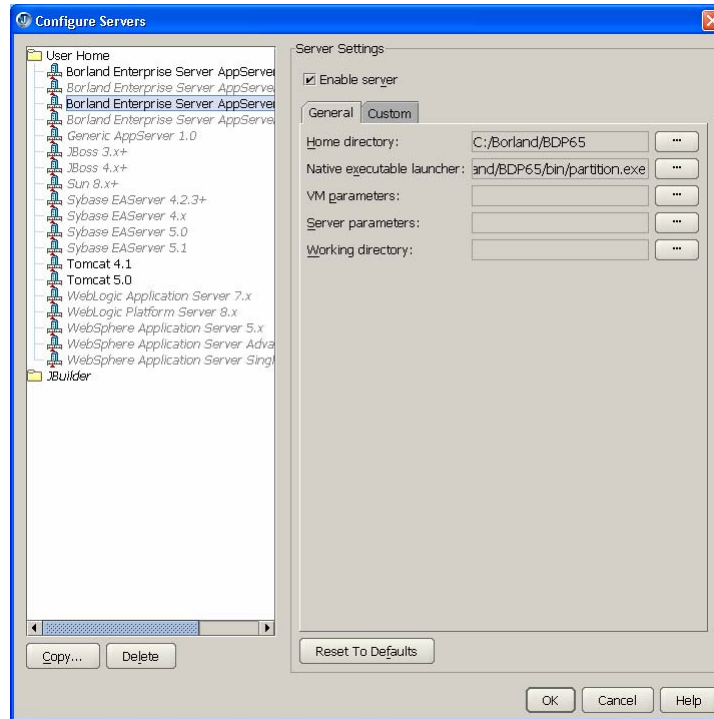 Configure Servers
User Home
Borland Enterprise Server AppServer
Borland Enterprise Server AppServer
Borland Enterprise Server AppServer
Borland Enterprise Server AppServer
Generic AppServer 1.0
JBoss 3.x+
JBoss 4.x+
Sun 8.x+
Sybase EAServer 4.2.3+
Sybase EAServer 4.x
Sybase EAServer 5.0
Sybase EAServer 5.1
Tomcat 4.1
Tomcat 5.0
WebLogic Application Server 7.x
WebLogic Platform Server 8.x
WebSphere Application Server 5.x
WebSphere Application Server Adva
WebSphere Application Server Singl
JBuilder
Copy...
Delete
Server Settings
Enable server
General Custom
Home directory: C:/Borland/BDP65 ...
Native executable launcher: and/BDP65/bin/partition.exe ...
VM parameters: ...
Server parameters: ...
Working directory: ...
Reset To Defaults
OK Cancel Help